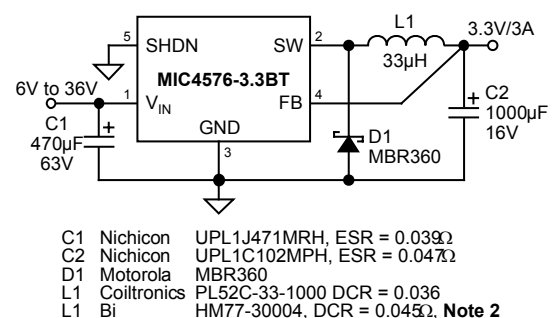 5 SHDN
SW 2
L1
33µH
3.3V/3A
MIC4576-3.3BT
6V to 36V
1 VIN
FB 4
GND
3
C1
470µF
63V
+
D1
MBR360
+
C2
1000µF
16V
C1 Nichicon UPL1J471MRH, ESR = 0.039Ω
C2 Nichicon UPL1C102MPH, ESR = 0.047Ω
D1 Motorola MBR360
L1 Coiltronics PL52C-33-1000 DCR = 0.036
L1 Bi HM77-30004, DCR = 0.045Ω, Note 2